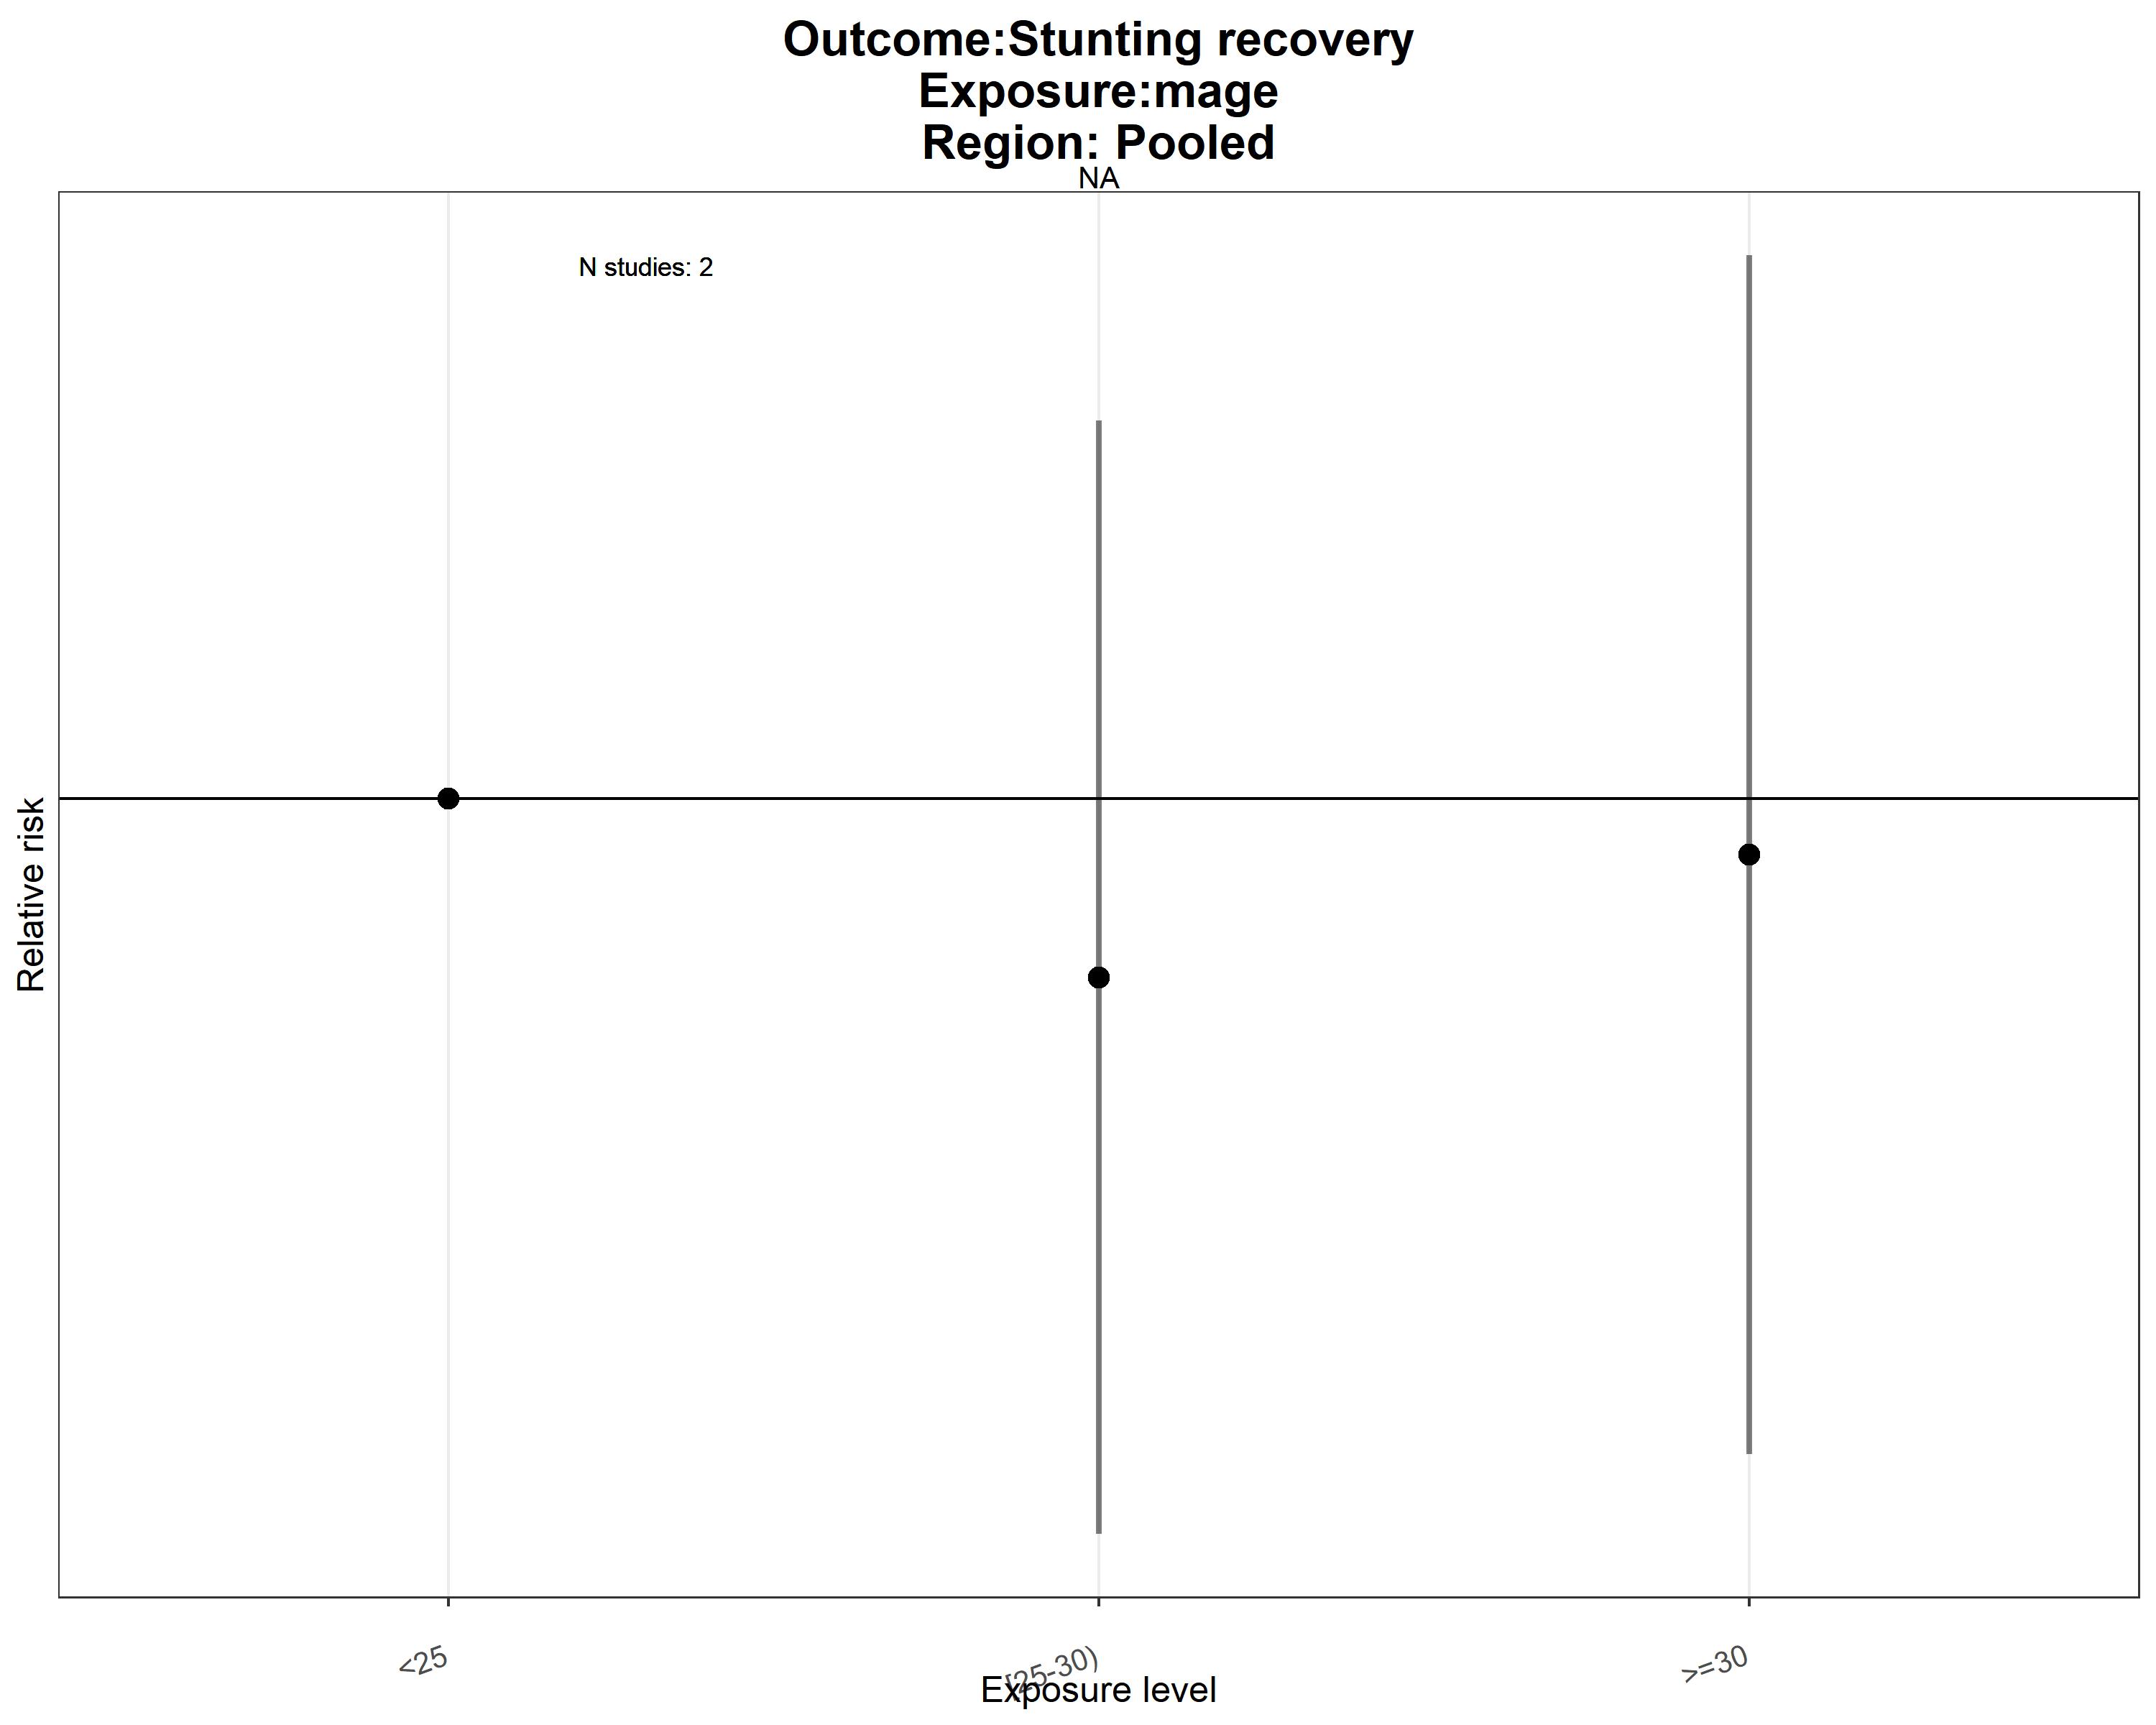 Outcome:Stunting recovery
Exposure:mage
Region: Pooled
NA
N studies: 2
Relative risk
<25
[25-30)
>=30
Exposure level